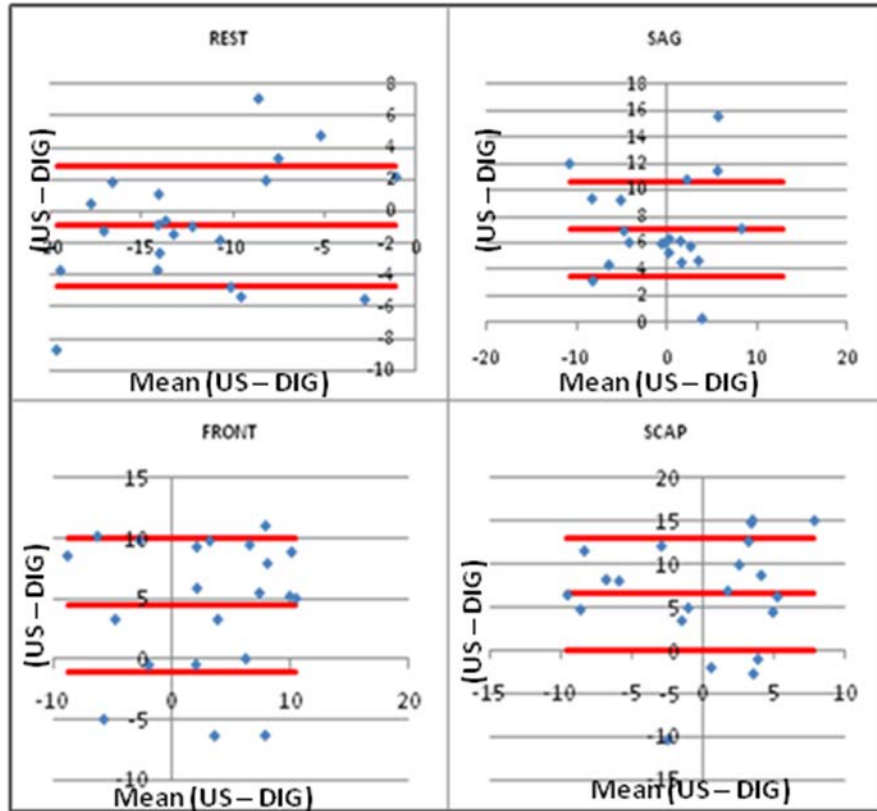 REST
8
6
4
2
0
-2
-4
-6
-8
-10
-20 -15 -10 -5 0
(US – DIG)
Mean (US – DIG)
SAG
18
16
14
12
10
8
6
4
2
0
-20 -10 0 10 20
(US – DIG)
Mean (US – DIG)
FRONT
15
10
5
0
-5
-10
-10 0 10 20
(US – DIG)
Mean (US – DIG)
SCAP
20
15
10
5
0
-5
-10
-15
-15 -10 -5 0 5 10
(US – DIG)
Mean (US – DIG)